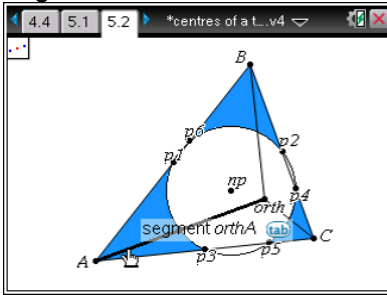 4.4 5.1 5.2 *centres of a t...v4
B
p6
p1 p2
np
p4
orth
segment orthA tab
p3 p5 C
A